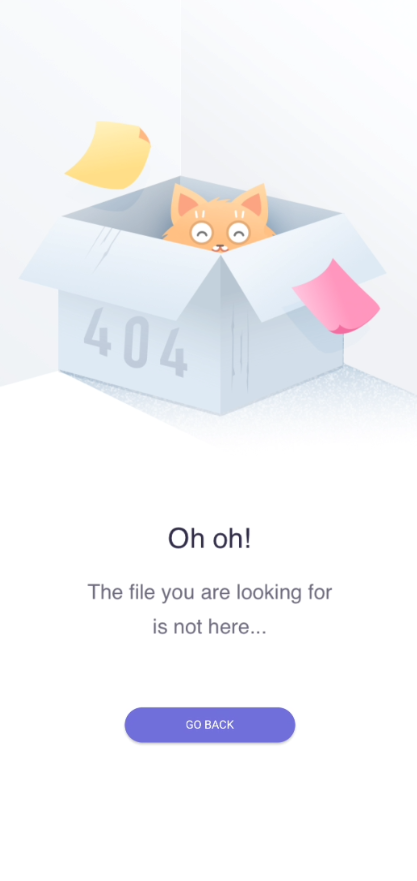 404
Oh oh!
The file you are looking for
is not here...
GO BACK